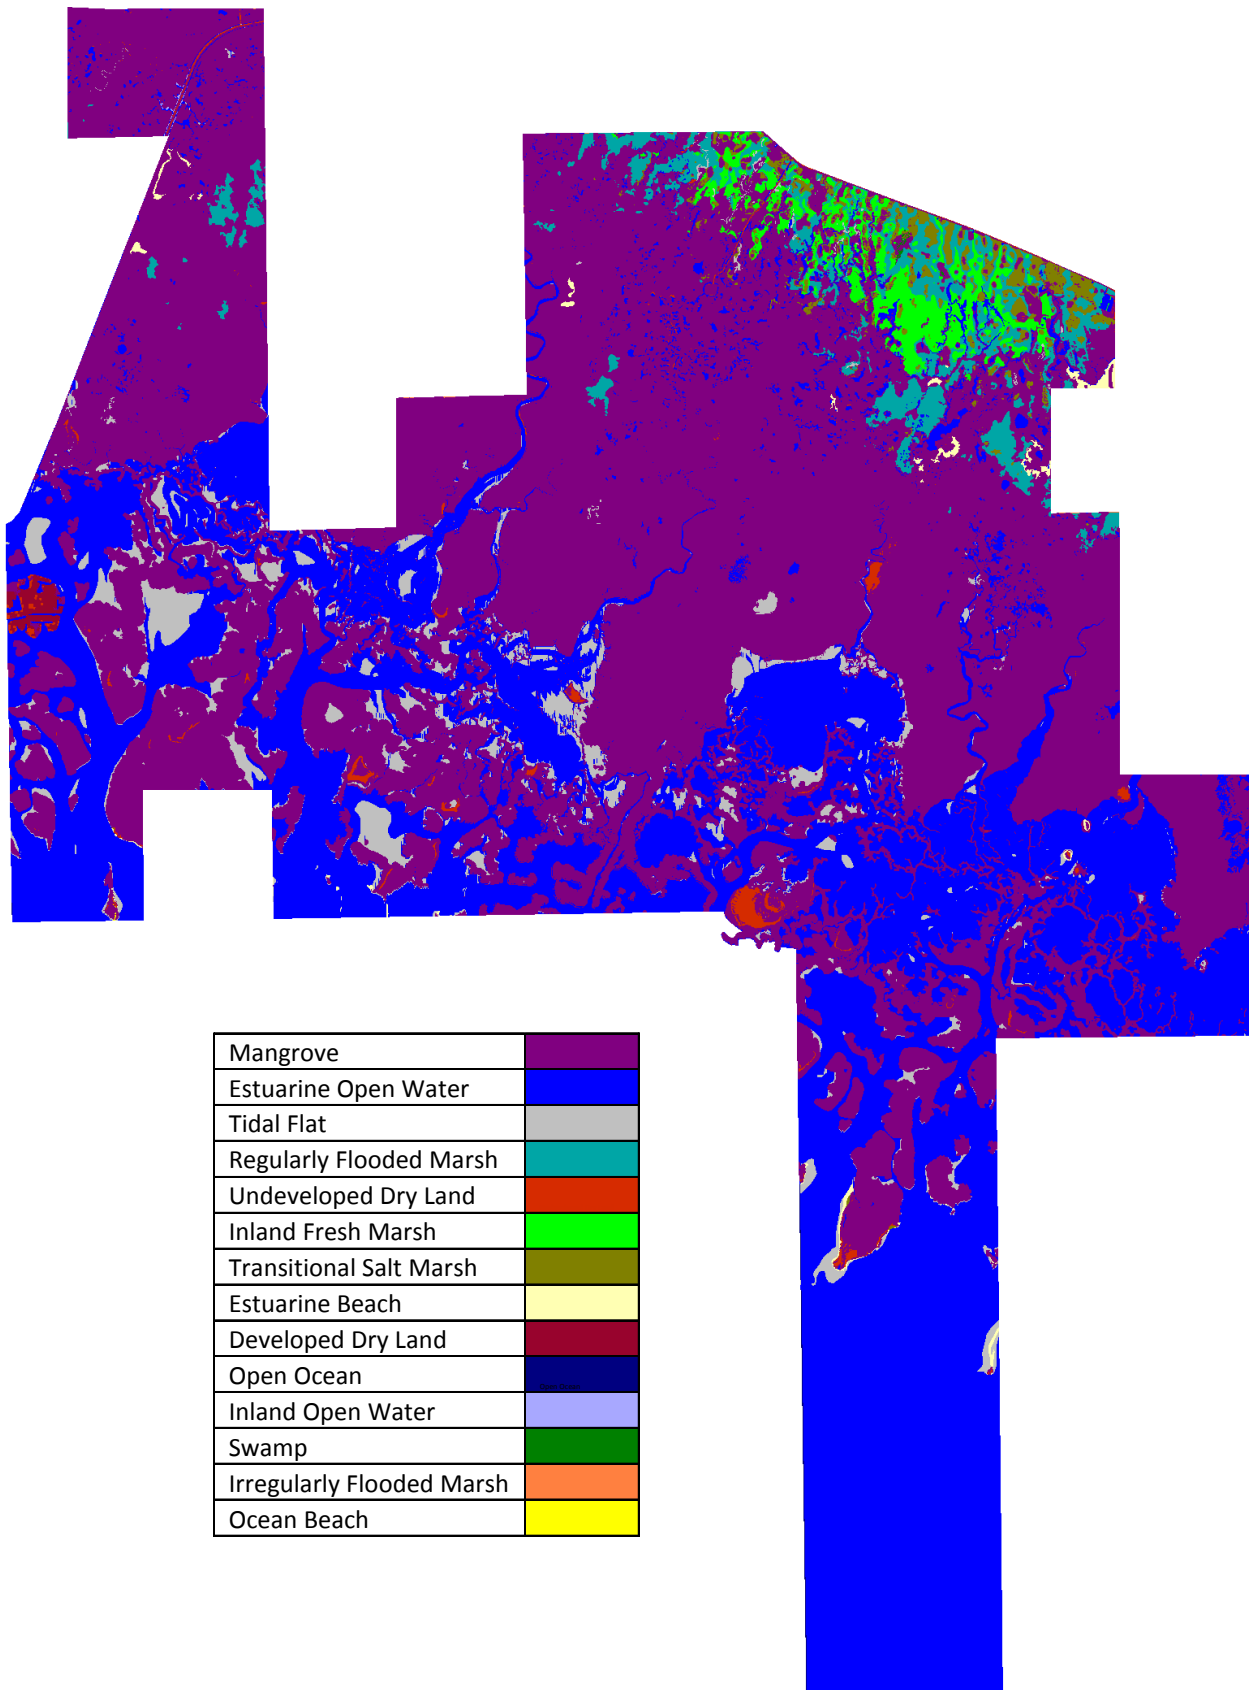 Mangrove
Estuarine Open Water
Tidal Flat
Regularly Flooded Marsh
Undeveloped Dry Land
Inland Fresh Marsh
Transitional Salt Marsh
Estuarine Beach
Developed Dry Land
Open Ocean
Inland Open Water
Swamp
Irregularly Flooded Marsh
Ocean Beach